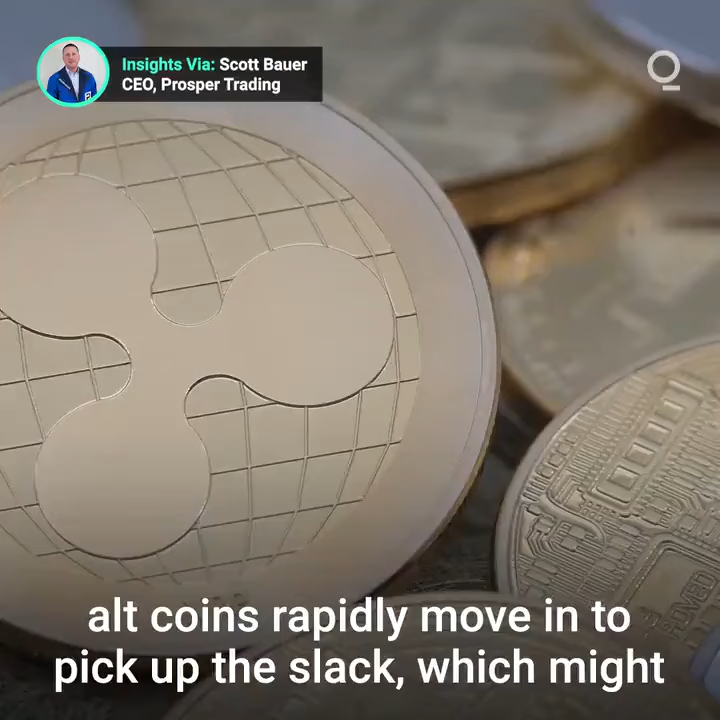 Insights Via: Scott Bauer
CEO, Prosper Trading
alt coins rapidly move in to
pick up the slack, which might